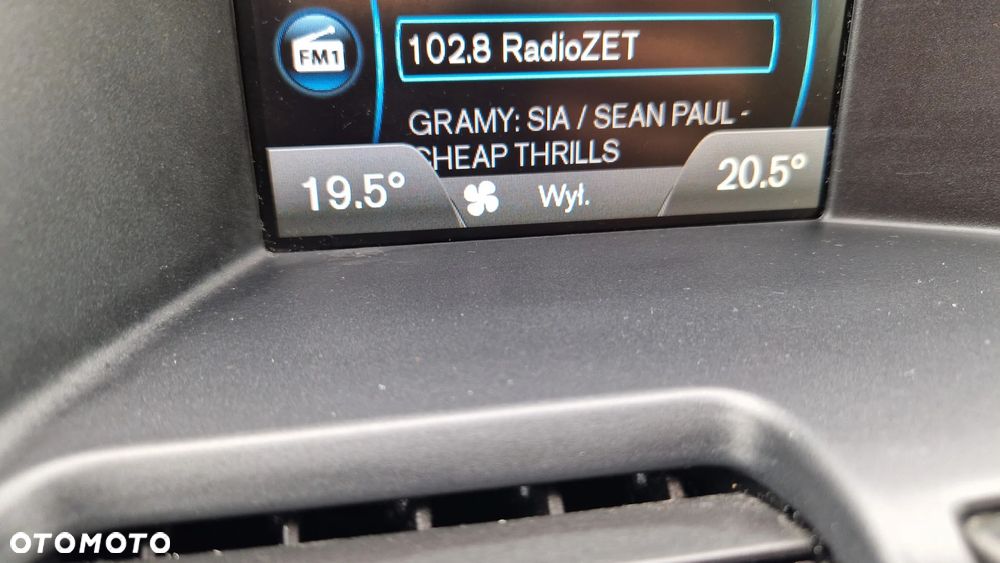 FM1
102.8 RadioZET
GRAMY: SIA / SEAN PAUL -
CHEAP THRILLS
19.5°
Wył.
20.5°
OTOMOTO